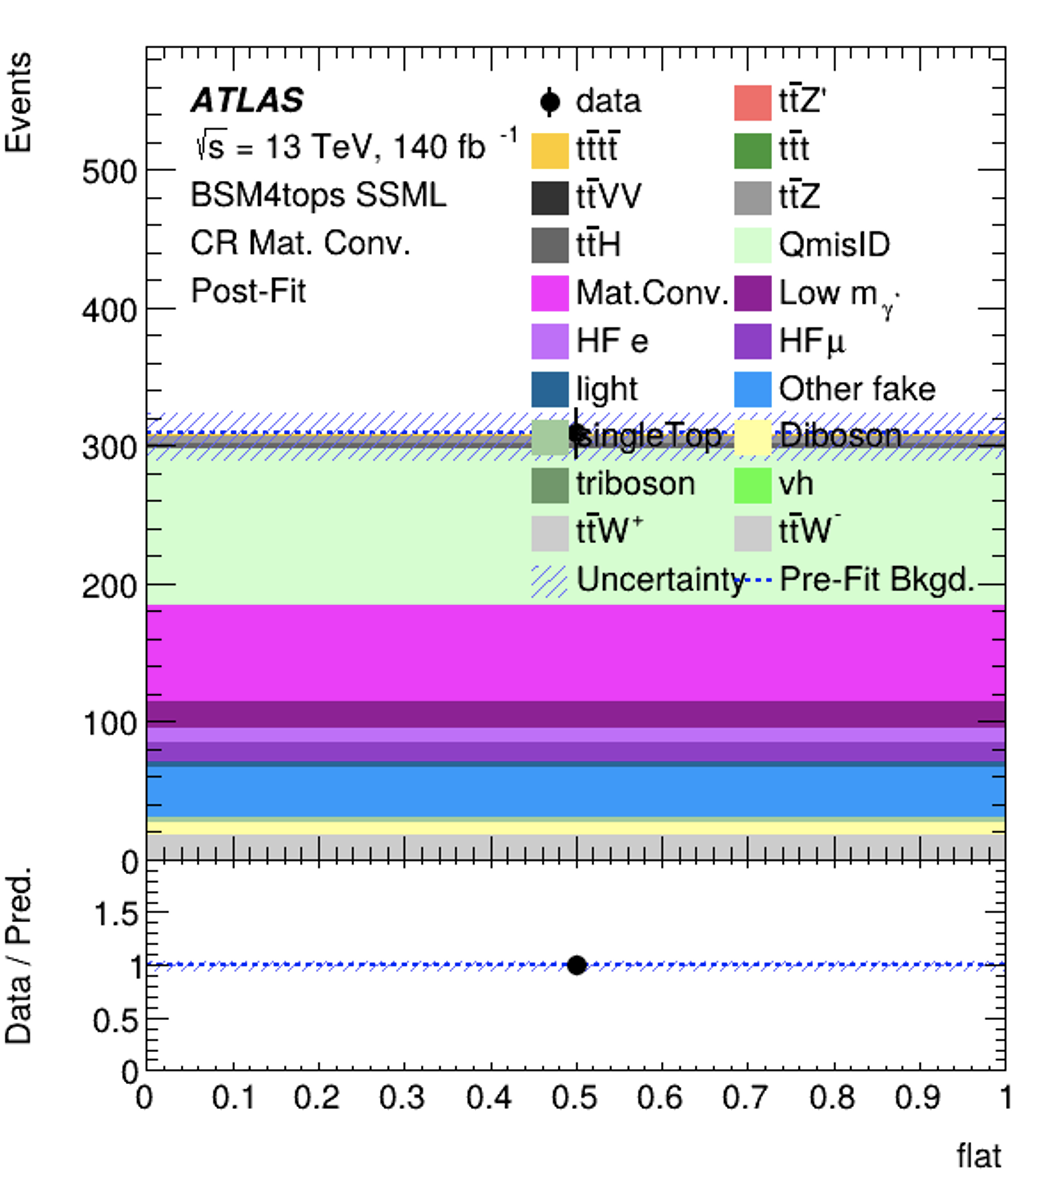 Events
ATLAS
√s = 13 TeV, 140 fb⁻¹
BSM4tops SSML
CR Mat. Conv.
Post-Fit
data
tt̄Z'
tt̄tt̄
tt̄t
tt̄VV
tt̄Z
tt̄H
QmisID
Mat.Conv.
Low m_γ*
HF e
HF μ
light
Other fake
singleTop
Diboson
triboson
vh
tt̄W⁺
tt̄W⁻
Uncertainty
Pre-Fit Bkgd.
500
400
300
200
100
0
Data / Pred.
1.5
1
0.5
0
0 0.1 0.2 0.3 0.4 0.5 0.6 0.7 0.8 0.9 1
flat